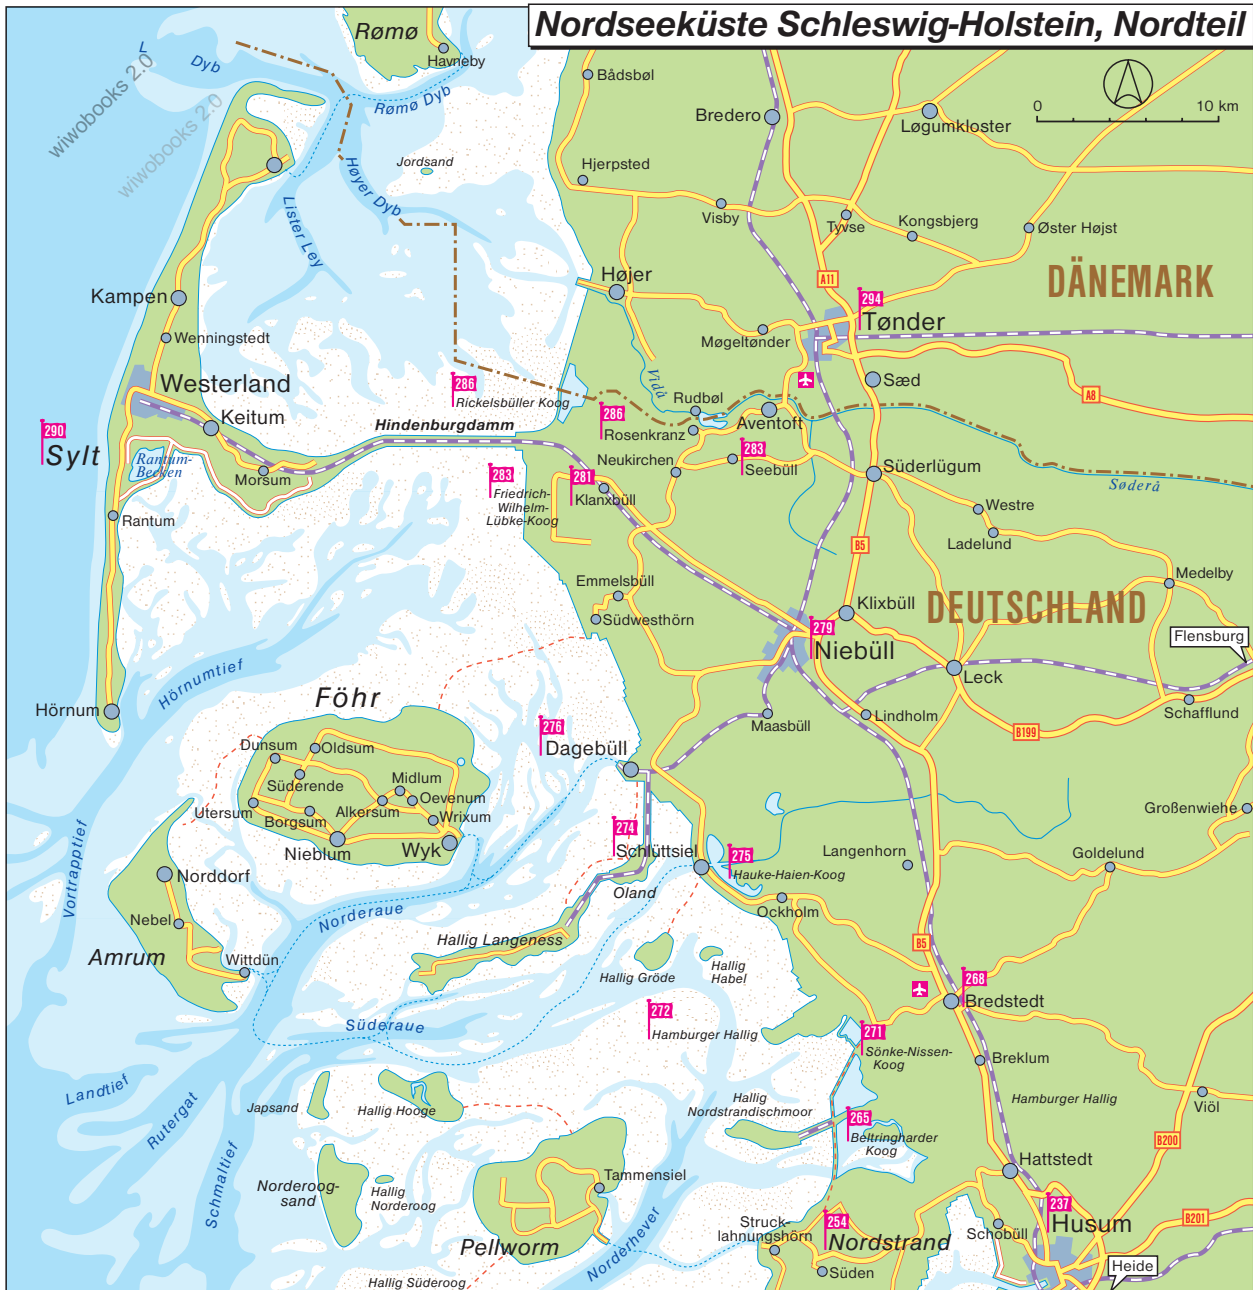 Nordseeküste Schleswig-Holstein, Nordteil
Rømø
Havneby
L
Dyb
wiwobooks 2.0
wiwobooks 2.0
Rømø Dyb
Bådsbøl
Bredero
Løgumkloster
0
10 km
Jordsand
Høyer Dyb
Lister Ley
Hjerpsted
Visby
Tyvse
Kongsbjerg
Øster Højst
DÄNEMARK
A11
Højer
294
Tønder
Møgeltønder
Kampen
Wenningstedt
Westerland
Keitum
286
Rickelsbüller Koog
Hindenburgdamm
Vidå
Rudbøl
286
Rosenkranz
Aventoft
Sæd
A8
290
Sylt
Rantum-
Becken
Morsum
Rantum
283
Friedrich-
Wilhelm-
Lübke-Koog
281
Klanxbüll
Neukirchen
283
Seebüll
Süderlügum
Søderå
Westre
Ladelund
B5
Medelby
Emmelsbüll
Südwesthörn
Klixbüll
DEUTSCHLAND
279
Niebüll
Flensburg
Leck
Hörnumtief
Hörnum
Föhr
276
Dagebüll
Maasbüll
Lindholm
B199
Schafflund
Dunsum
Oldsum
Süderende
Midlum
Oevenum
Utersum
Borgsum
Alkersum
Wrixum
Nieblum
Wyk
Großenwiehe
274
Schlüttsiel
275
Hauke-Haien-Koog
Langenhorn
Goldelund
Vortrapptief
Norddorf
Nebel
Amrum
Wittdün
Norderaue
Oland
Ockholm
Hallig Langeness
Hallig Gröde
Hallig
Habel
B5
268
Bredstedt
272
Hamburger Hallig
Süderaue
271
Sönke-Nissen-
Koog
Breklum
Landtief
Rutergat
Japsand
Hallig Hooge
Hallig
Nordstrandischmoor
Hamburger Hallig
Viöl
265
Beltringharder
Koog
B200
Schmaltief
Norderoog-
sand
Hallig
Norderoog
Tammensiel
Hattstedt
Pellworm
Norderhever
Struck-
lahnungshörn
254
Nordstrand
Süden
Schobüll
237
Husum
B201
Heide
Hallig Süderoog